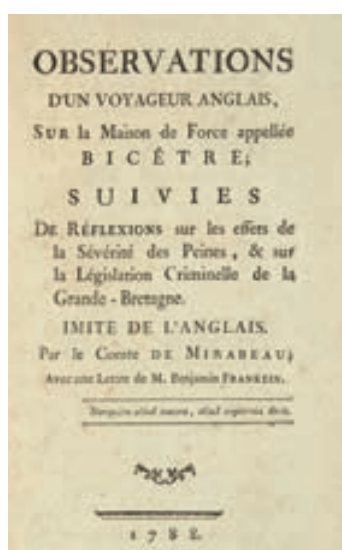 OBSERVATIONS
D'UN VOYAGEUR ANGLAIS,
SUR la Maison de Force appellée
BICÊTRE;
SUIVIES
DE RÉFLEXIONS sur les effets de
la Sévérité des Peines, & sur
la Législation Criminelle de la
Grande-Bretagne.
IMITÉ DE L'ANGLAIS.
Par le Comte DE MIRABEAU;
Avec une Lettre de M. Benjamin FRANKLIN.
1788.